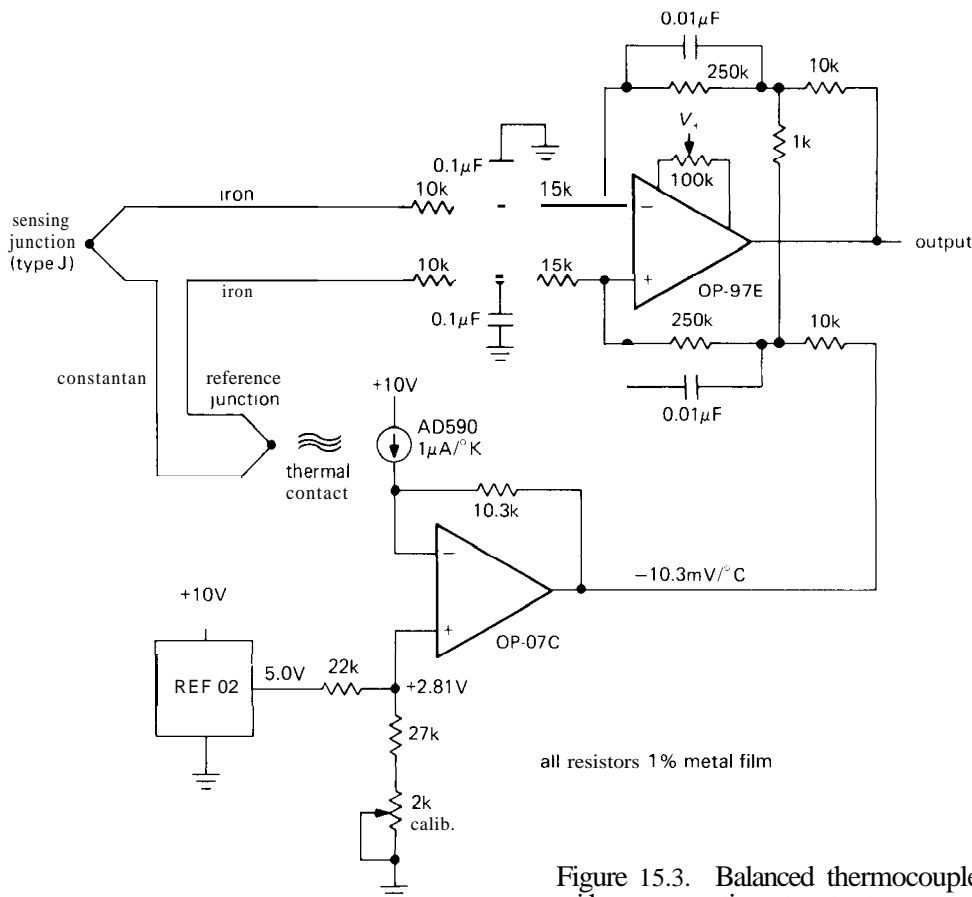 0.01µF
250k
10k
V+
1k
100k
0.1µF
10k
15k
iron
sensing
junction
(type J)
output
10k
15k
iron
OP-97E
0.1µF
250k
10k
constantan
reference
junction
+10V
0.01µF
AD590
1µA/°K
thermal
contact
10.3k
−10.3mV/°C
+10V
OP-07C
REF 02
5.0V
22k
+2.81V
27k
all resistors 1% metal film
2k
calib.
Figure 15.3. Balanced thermocouple